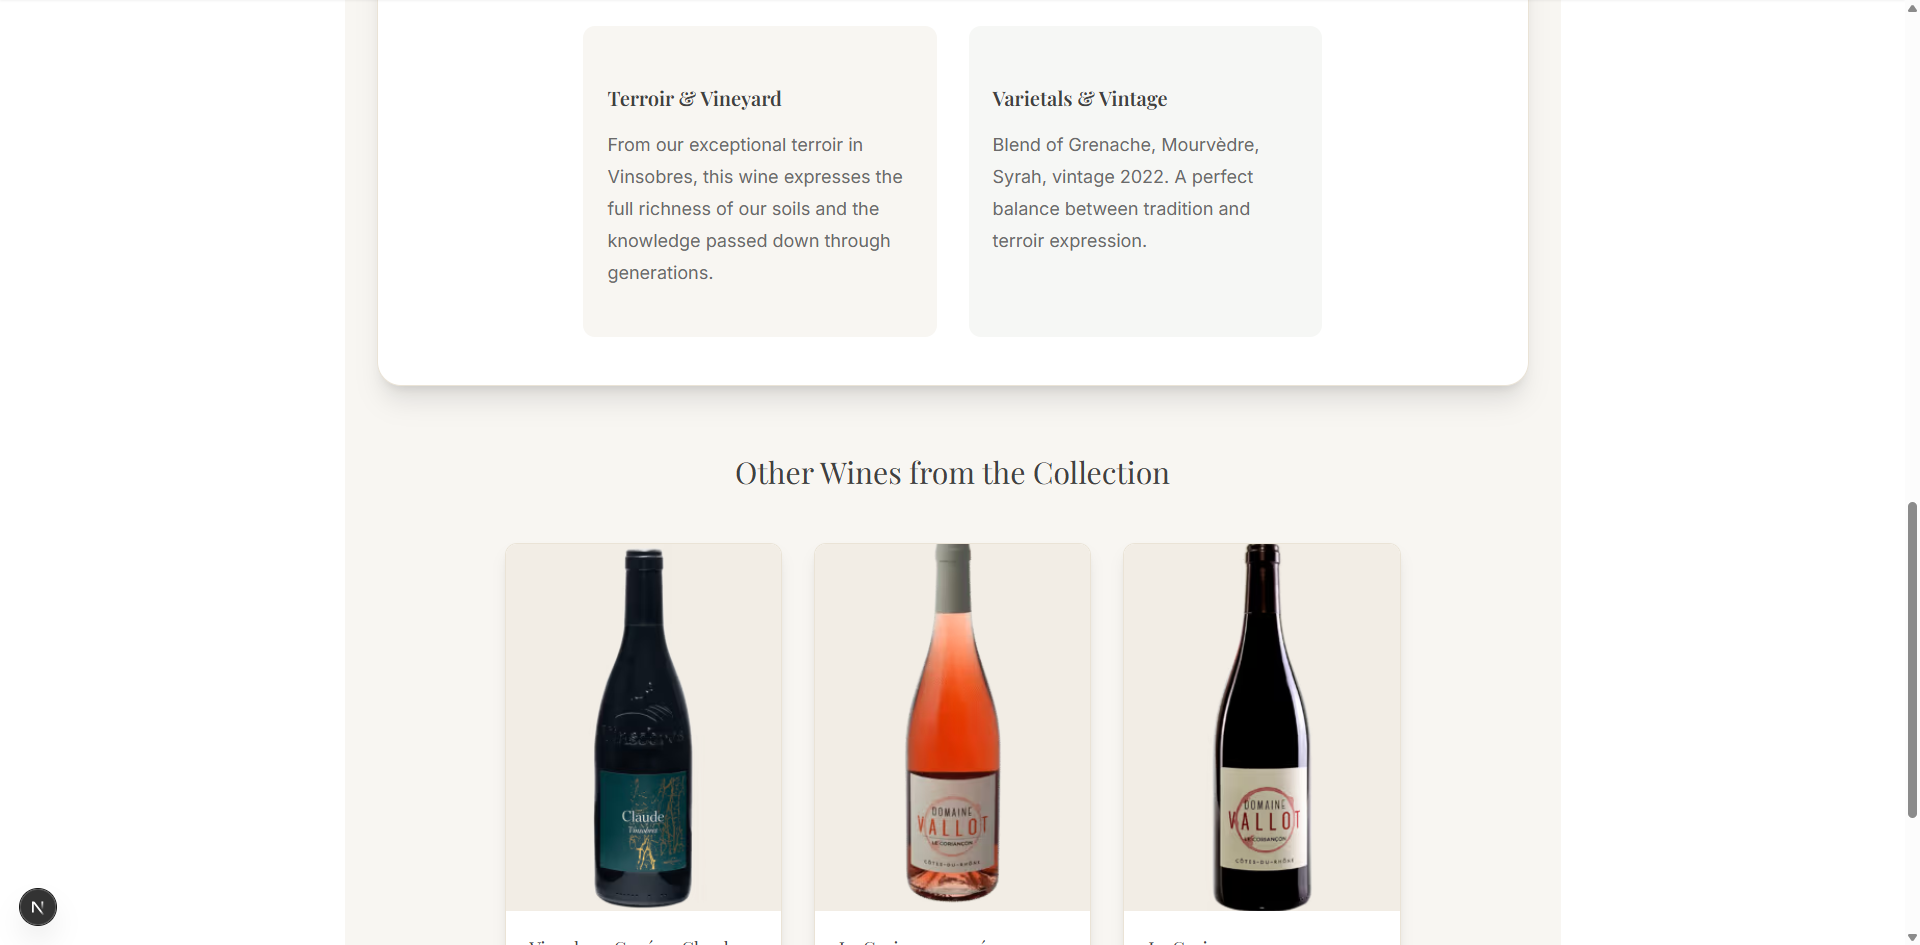 Terroir & Vineyard
From our exceptional terroir in
Vinsobres, this wine expresses the
full richness of our soils and the
knowledge passed down through
generations.
Varietals & Vintage
Blend of Grenache, Mourvèdre,
Syrah, vintage 2022. A perfect
balance between tradition and
terroir expression.
Other Wines from the Collection
Claude
Vinsobres
DOMAINE
VALLOT
LE CORIANÇON
CÔTES-DU-RHÔNE
DOMAINE
VALLOT
LE CORIANÇON
CÔTES-DU-RHÔNE
N